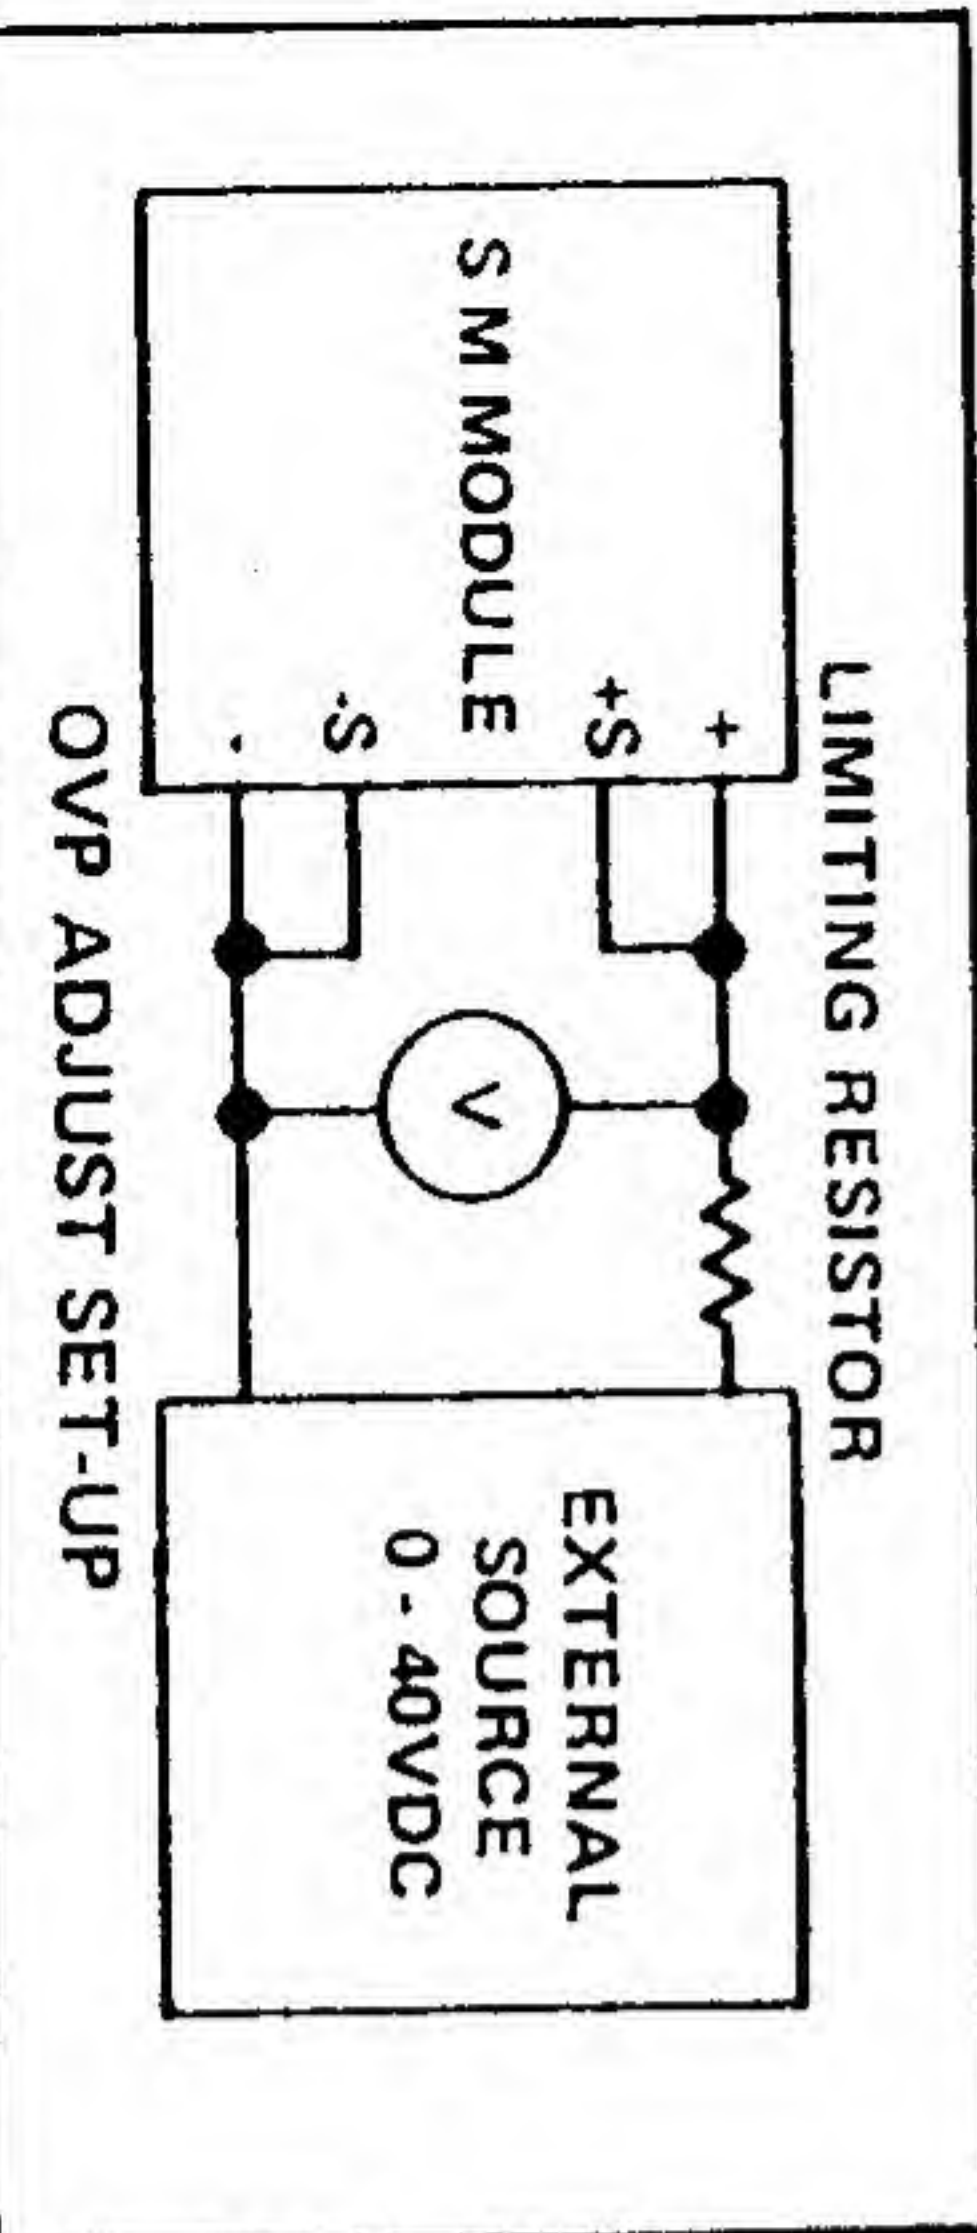 LIMITING RESISTOR
+
+S
S M MODULE
-S
-
V
EXTERNAL
SOURCE
0 - 40VDC
OVP ADJUST SET-UP